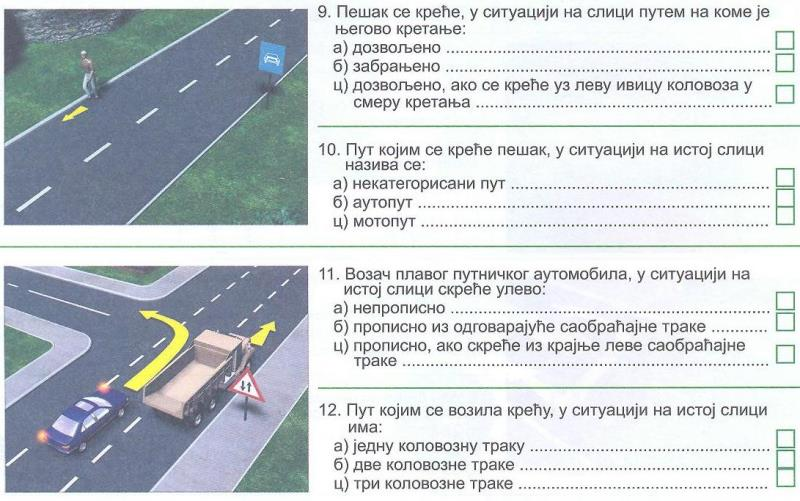 9. Пешак се креће, у ситуацији на слици путем на коме је
његово кретање:
а) дозвољено
б) забрањено
ц) дозвољено, ако се креће уз леву ивицу коловоза у
смеру кретања
10. Пут којим се креће пешак, у ситуацији на истој слици
назива се:
а) некатегорисани пут
б) аутопут
ц) мотопут
11. Возач плавог путничког аутомобила, у ситуацији на
истој слици скреће улево:
а) непрописно
б) прописно из одговарајуће саобраћајне траке
ц) прописно, ако скреће из крајње леве саобраћајне
траке
12. Пут којим се возила крећу, у ситуацији на истој слици
има:
а) једну коловозну траку
б) две коловозне траке
ц) три коловозне траке